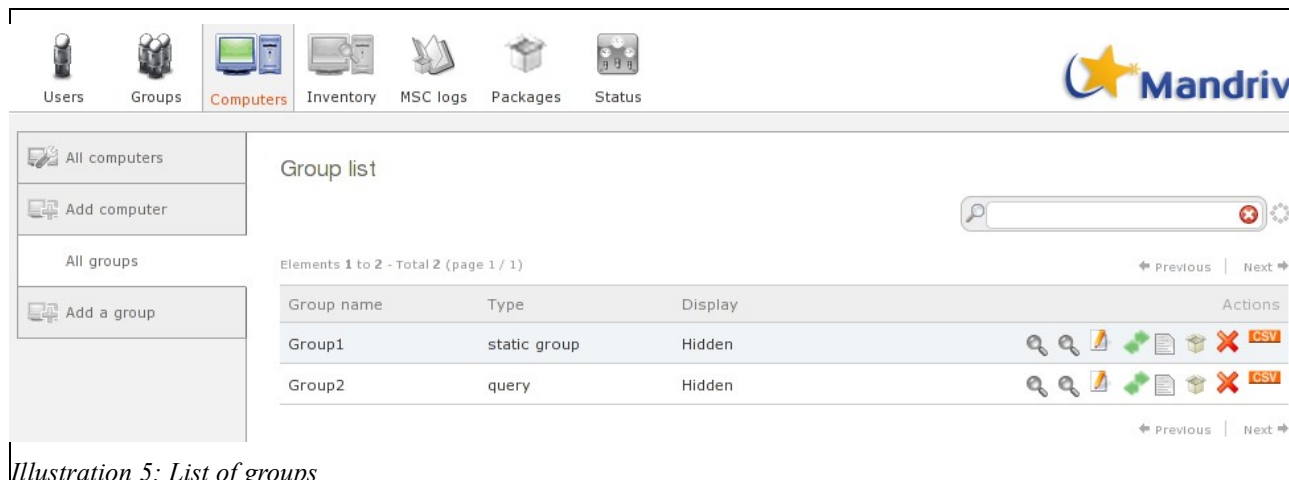 Users Groups Computers Inventory MSC logs Packages Status
Mandriv
All computers
Group list
Add computer
All groups
Elements 1 to 2 - Total 2 (page 1 / 1) Previous | Next
Group name Type Display Actions
Add a group
Group1 static group Hidden CSV
Group2 query Hidden CSV
Previous | Next
Illustration 5: List of groups